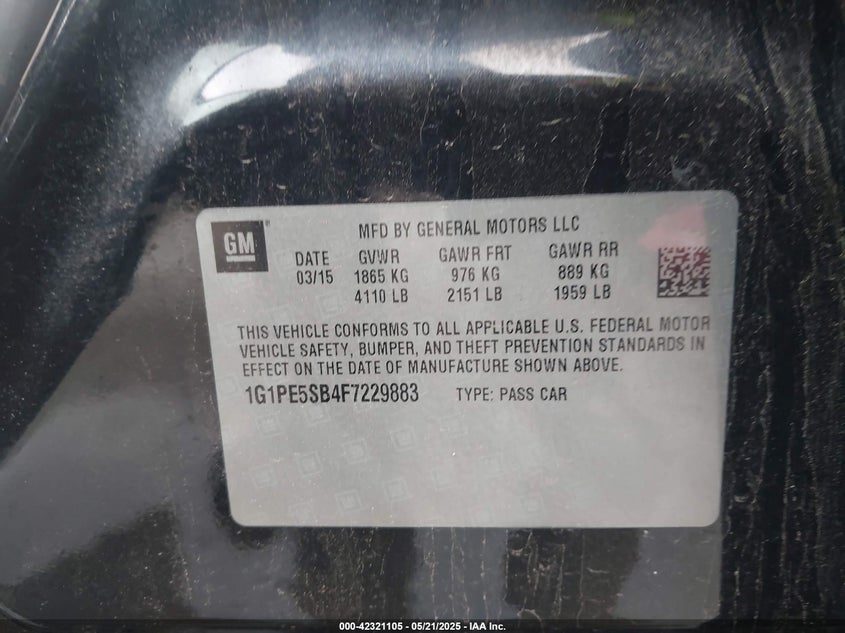 GM
MFD BY GENERAL MOTORS LLC
DATE GVWR GAWR FRT GAWR RR
03/15 1865 KG 976 KG 889 KG
4110 LB 2151 LB 1959 LB
THIS VEHICLE CONFORMS TO ALL APPLICABLE U.S. FEDERAL MOTOR
VEHICLE SAFETY, BUMPER, AND THEFT PREVENTION STANDARDS IN
EFFECT ON THE DATE OF MANUFACTURE SHOWN ABOVE.
1G1PE5SB4F7229883 TYPE: PASS CAR
000-42321105 - 05/21/2025 - IAA Inc.